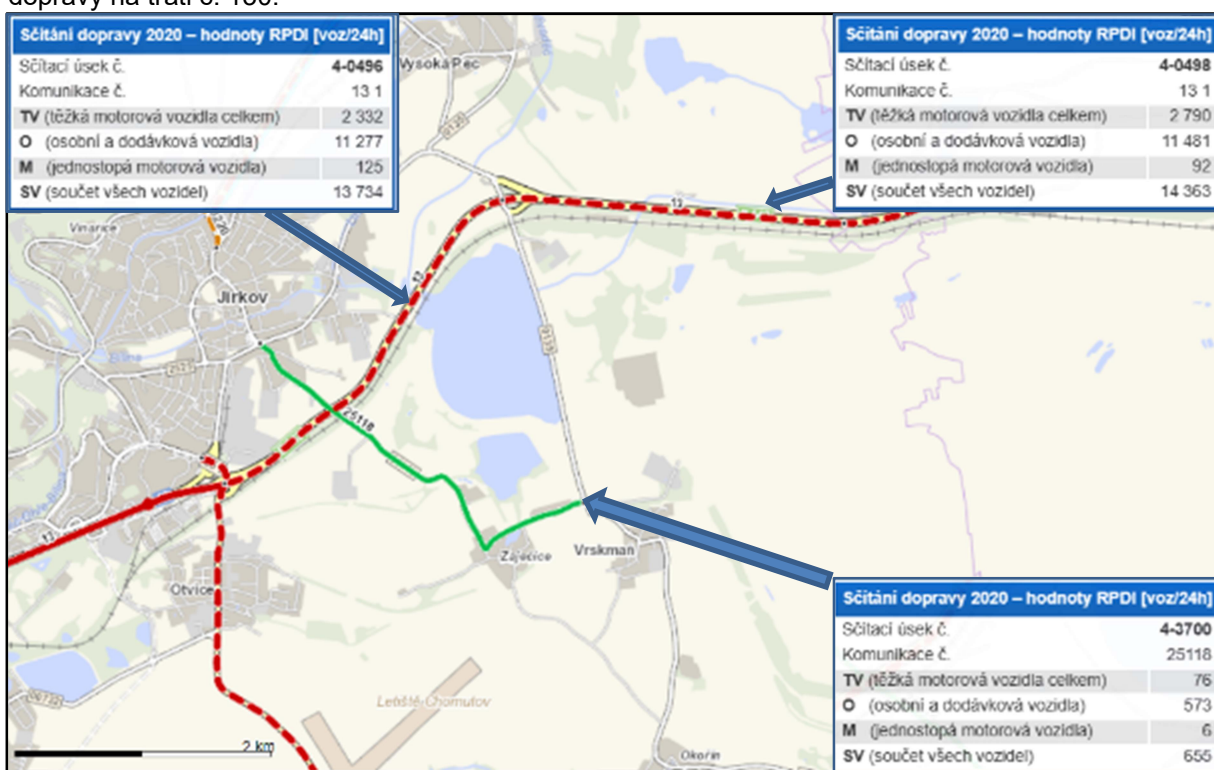 dopravy na trati č. 130.
Sčítání dopravy 2020 – hodnoty RPDI [voz/24h]
Sčítací úsek č. 4-0496
Komunikace č. 13 1
TV (těžká motorová vozidla celkem) 2 332
O (osobní a dodávková vozidla) 11 277
M (jednostopá motorová vozidla) 125
SV (součet všech vozidel) 13 734
Sčítání dopravy 2020 – hodnoty RPDI [voz/24h]
Sčítací úsek č. 4-0498
Komunikace č. 13 1
TV (těžká motorová vozidla celkem) 2 790
O (osobní a dodávková vozidla) 11 481
M (jednostopá motorová vozidla) 92
SV (součet všech vozidel) 14 363
Vysoká Pec
13
Vinařice
Jirkov
13
Bílina
25118
Zaječice
Vrskmaň
13
Otvice
Letiště Chomutov
2 km
Okořín
Sčítání dopravy 2020 – hodnoty RPDI [voz/24h]
Sčítací úsek č. 4-3700
Komunikace č. 25118
TV (těžká motorová vozidla celkem) 76
O (osobní a dodávková vozidla) 573
M (jednostopá motorová vozidla) 6
SV (součet všech vozidel) 655